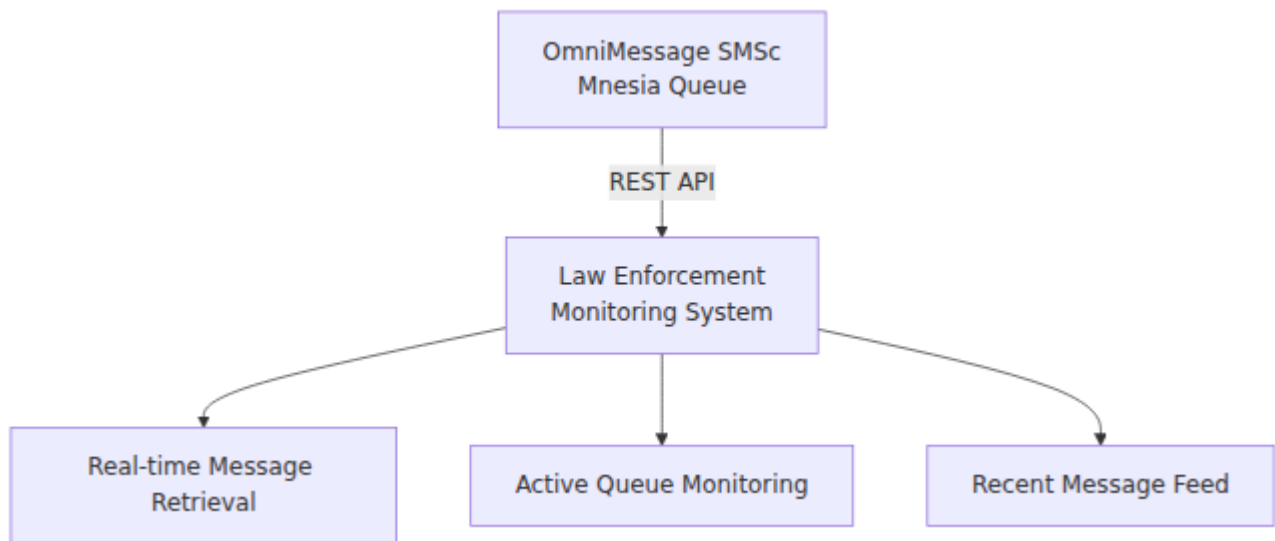 OmniMessage SMSc
Mnesia Queue
REST API
Law Enforcement
Monitoring System
Real-time Message
Retrieval
Active Queue Monitoring
Recent Message Feed